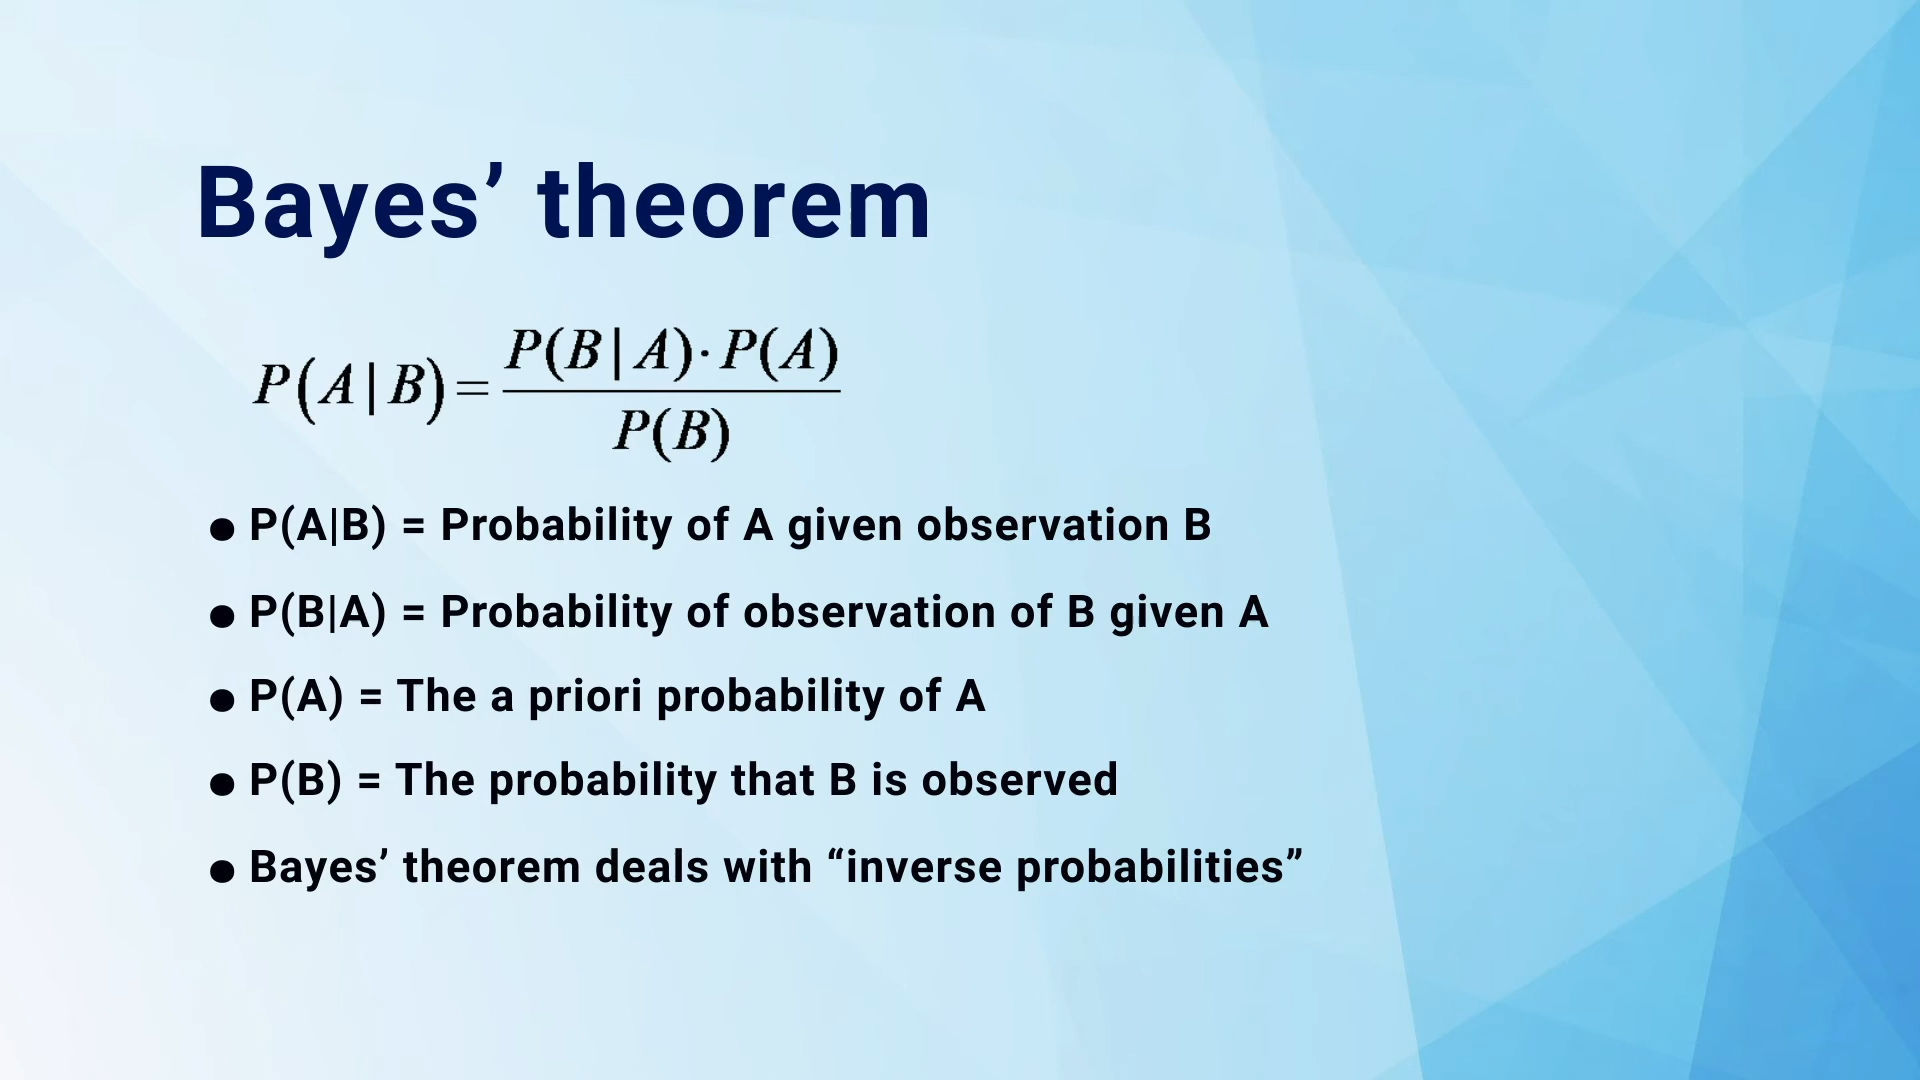 Bayes’ theorem
P(A|B) = P(B|A)·P(A) / P(B)
● P(A|B) = Probability of A given observation B
● P(B|A) = Probability of observation of B given A
● P(A) = The a priori probability of A
● P(B) = The probability that B is observed
● Bayes’ theorem deals with “inverse probabilities”